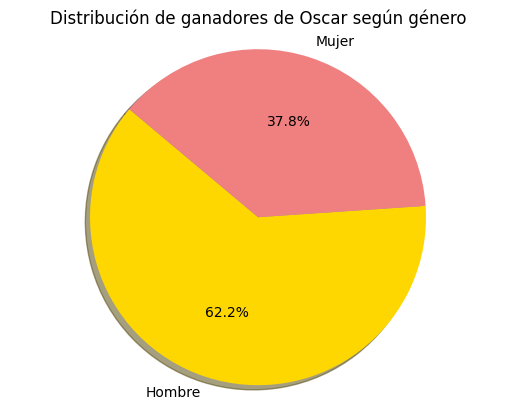 Distribución de ganadores de Oscar según género
Mujer
37.8%
62.2%
Hombre